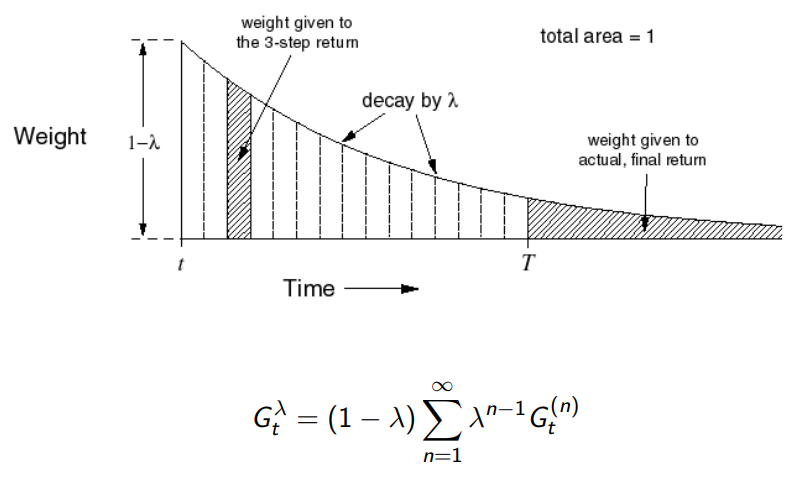 weight given to
the 3-step return
total area = 1
decay by λ
Weight
1−λ
weight given to
actual, final return
t
T
Time
G_t^λ = (1 − λ) ∑_{n=1}^{∞} λ^{n−1} G_t^{(n)}